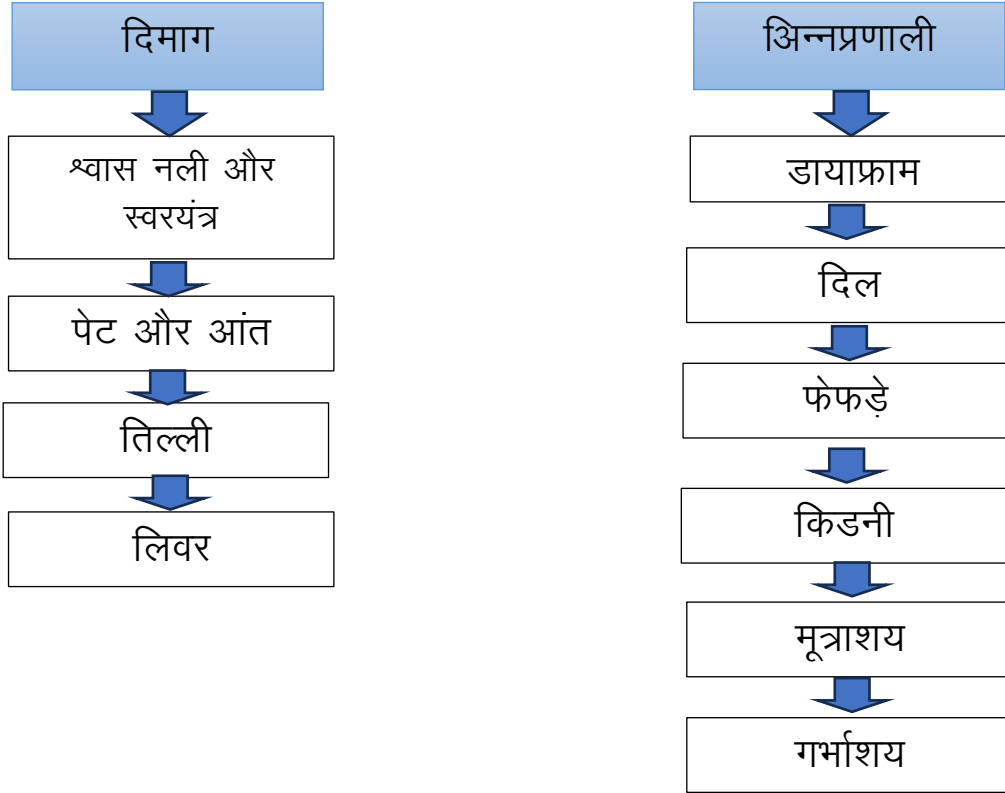 दिमाग
श्वास नली और
स्वरयंत्र
पेट और आंत
तिल्ली
लिवर
अिन्नप्रणाली
डायाफ्राम
दिल
फेफड़े
किडनी
मूत्राशय
गर्भाशय